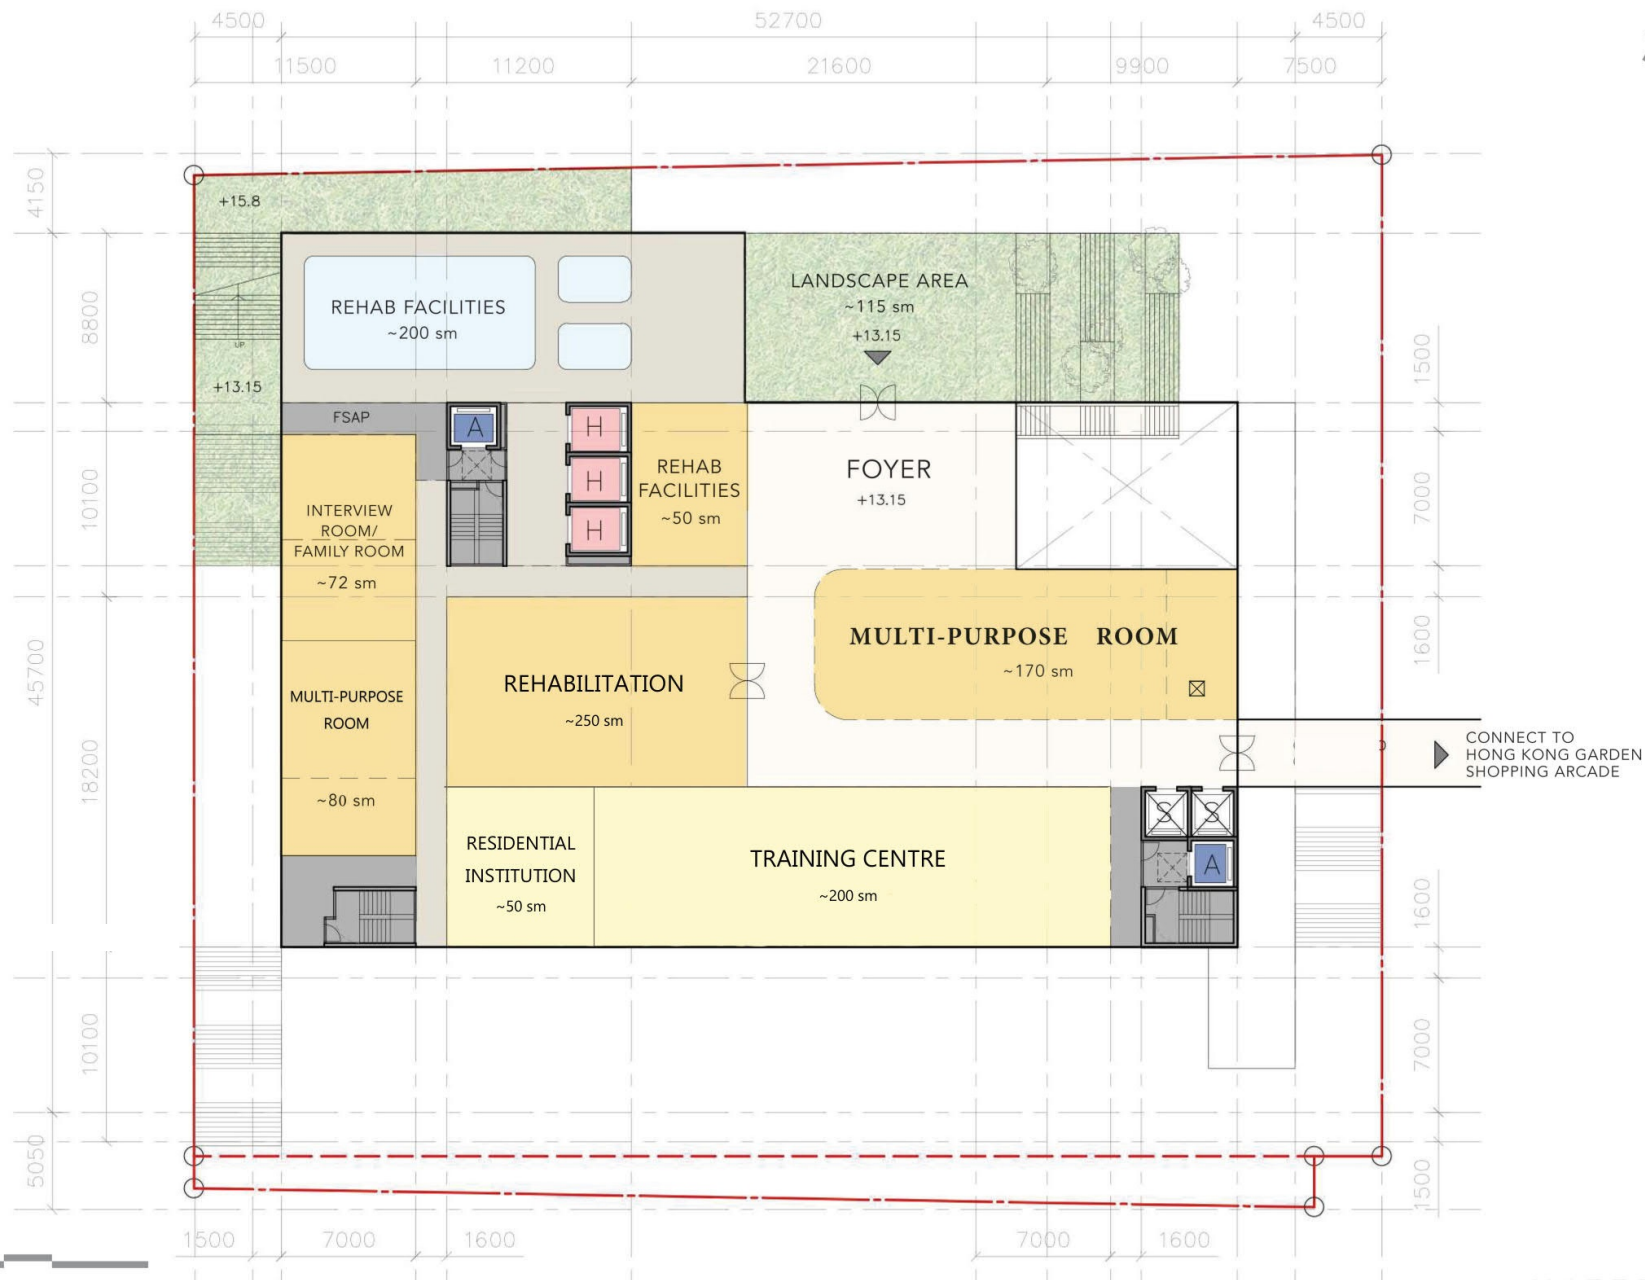 4500 52700 4500
11500 11200 21600 9900 7500
4150
+15.8
8800
REHAB FACILITIES
~200 sm
LANDSCAPE AREA
~115 sm
+13.15
UP
+13.15
1500
FSAP
A
H
H
H
REHAB
FACILITIES
~50 sm
FOYER
+13.15
10100
7000
INTERVIEW
ROOM/
FAMILY ROOM
~72 sm
45700
MULTI-PURPOSE ROOM
~170 sm
1600
REHABILITATION
~250 sm
MULTI-PURPOSE
ROOM
~80 sm
18200
CONNECT TO
HONG KONG GARDEN
SHOPPING ARCADE
S S
A
RESIDENTIAL
INSTITUTION
~50 sm
TRAINING CENTRE
~200 sm
1600
10100
7000
5050
1500
1500 7000 1600 7000 1600